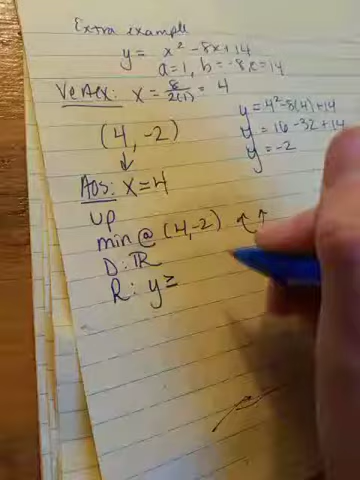 Extra example
y = x² - 8x + 14
a = 1, b = -8, c = 14
Vertex: x = 8/2(1) = 4
y = 4² - 8(4) + 14
y = 16 - 32 + 14
y = -2
(4, -2)
↓
Aos: x = 4
up
min @ (4, -2)
D: ℝ
R: y ≥